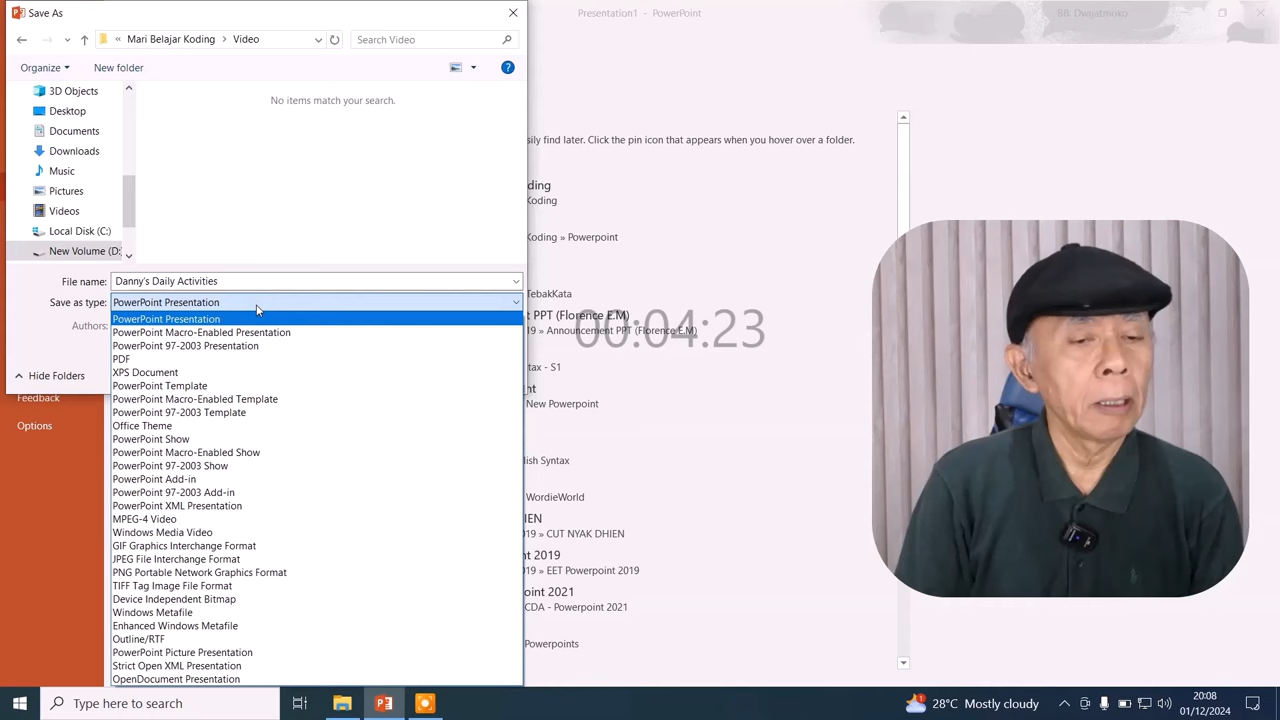 Save As
Presentation1 - PowerPoint
BB. Dwijatmoko
« Mari Belajar Koding > Video
Search Video
Organize
New folder
3D Objects
Desktop
Documents
Downloads
Music
Pictures
Videos
Local Disk (C:)
New Volume (D:
No items match your search.
File name: Danny's Daily Activities
Save as type: PowerPoint Presentation
Authors:
Hide Folders
PowerPoint Presentation
PowerPoint Macro-Enabled Presentation
PowerPoint 97-2003 Presentation
PDF
XPS Document
PowerPoint Template
PowerPoint Macro-Enabled Template
PowerPoint 97-2003 Template
Office Theme
PowerPoint Show
PowerPoint Macro-Enabled Show
PowerPoint 97-2003 Show
PowerPoint Add-in
PowerPoint 97-2003 Add-in
PowerPoint XML Presentation
MPEG-4 Video
Windows Media Video
GIF Graphics Interchange Format
JPEG File Interchange Format
PNG Portable Network Graphics Format
TIFF Tag Image File Format
Device Independent Bitmap
Windows Metafile
Enhanced Windows Metafile
Outline/RTF
PowerPoint Picture Presentation
Strict Open XML Presentation
OpenDocument Presentation
Feedback
Options
sily find later. Click the pin icon that appears when you hover over a folder.
ding
Koding
Koding » Powerpoint
TebakKata
t PPT (Florence E.M)
19 » Announcement PPT (Florence E.M)
00:04:23
tax - S1
nt
New Powerpoint
lish Syntax
WordieWorld
IEN
19 » CUT NYAK DHIEN
nt 2019
19 » EET Powerpoint 2019
point 2021
CDA - Powerpoint 2021
Powerpoints
Type here to search
1
28°C Mostly cloudy
20:08
01/12/2024